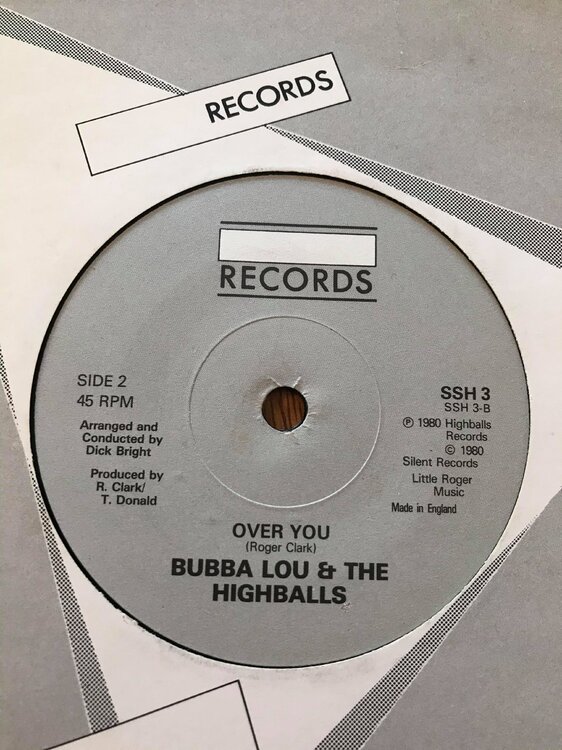 RECORDS
RECORDS
SIDE 2
45 RPM
Arranged and
Conducted by
Dick Bright
Produced by
R. Clark/
T. Donald
SSH 3
SSH 3-B
℗ 1980 Highballs
Records
© 1980
Silent Records
Little Roger
Music
Made in England
OVER YOU
(Roger Clark)
BUBBA LOU & THE
HIGHBALLS